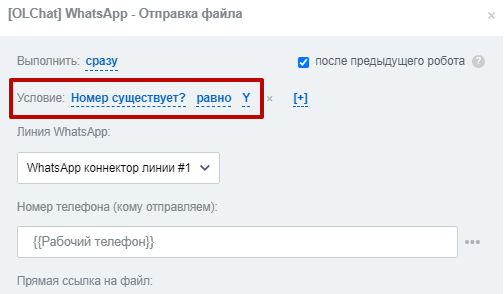 [OLChat] WhatsApp - Отправка файла ×
Выполнить: сразу после предыдущего робота ?
Условие: Номер существует? равно Y × [+]
Линия WhatsApp:
WhatsApp коннектор линии #1
Номер телефона (кому отправляем):
{{Рабочий телефон}} •••
Прямая ссылка на файл: